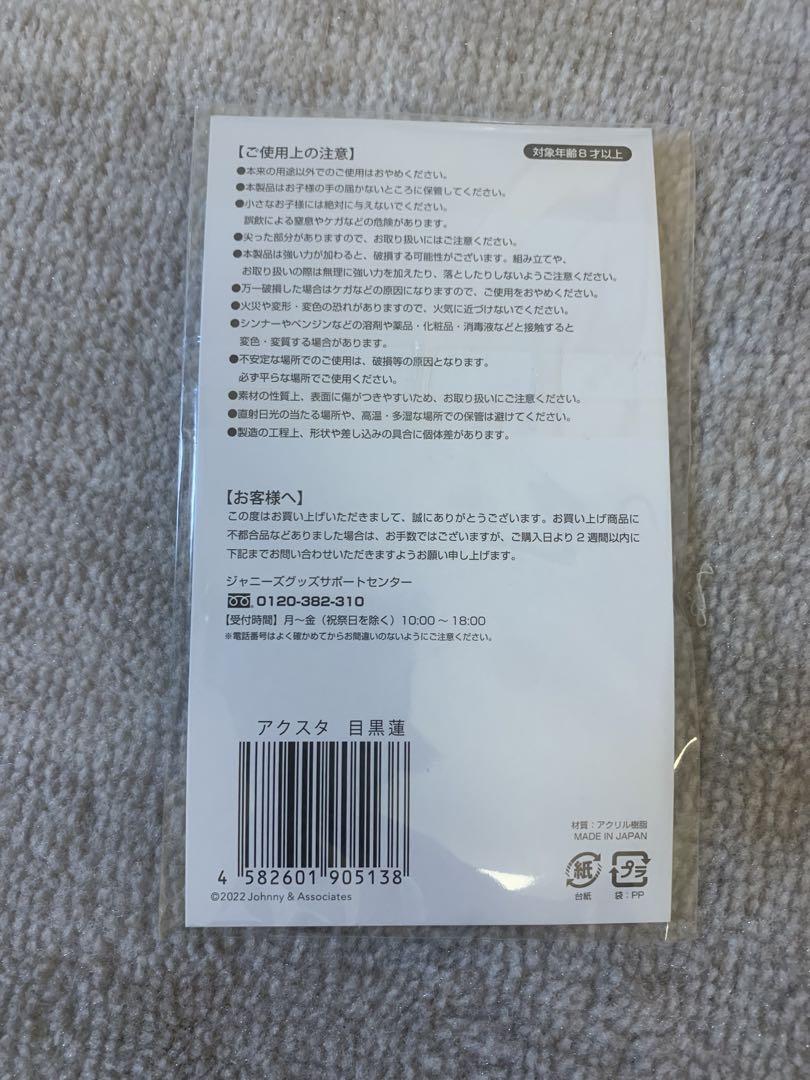 【ご使用上の注意】
対象年齢8才以上
●本来の用途以外でのご使用はおやめください。
●本製品はお子様の手の届かないところに保管してください。
●小さなお子様には絶対に与えないでください。
誤飲による窒息やケガなどの危険があります。
●尖った部分がありますので、お取り扱いにはご注意ください。
●本製品は強い力が加わると、破損する可能性がございます。組み立てや、
お取り扱いの際は無理に強い力を加えたり、落としたりしないようご注意ください。
●万一破損した場合はケガなどの原因になりますので、ご使用をおやめください。
●火災や変形・変色の恐れがありますので、火気に近づけないでください。
●シンナーやベンジンなどの溶剤や薬品・化粧品・消毒液などと接触すると
変色・変質する場合があります。
●不安定な場所でのご使用は、破損等の原因となります。
必ず平らな場所でご使用ください。
●素材の性質上、表面に傷がつきやすいため、お取り扱いにご注意ください。
●直射日光の当たる場所や、高温・多湿な場所での保管は避けてください。
●製造の工程上、形状や差し込みの具合に個体差があります。
【お客様へ】
この度はお買い上げいただきまして、誠にありがとうございます。お買い上げ商品に
不都合品などありました場合は、お手数ではございますが、ご購入日より2週間以内に
下記までお問い合わせいただきますようお願い申し上げます。
ジャニーズグッズサポートセンター
0120-382-310
【受付時間】月〜金（祝祭日を除く）10:00〜18:00
※電話番号はよく確かめてからお間違いのないようにご注意ください。
アクスタ 目黒蓮
4 582601 905138
©2022 Johnny & Associates
材質：アクリル樹脂
MADE IN JAPAN
紙
プラ
台紙
袋：PP